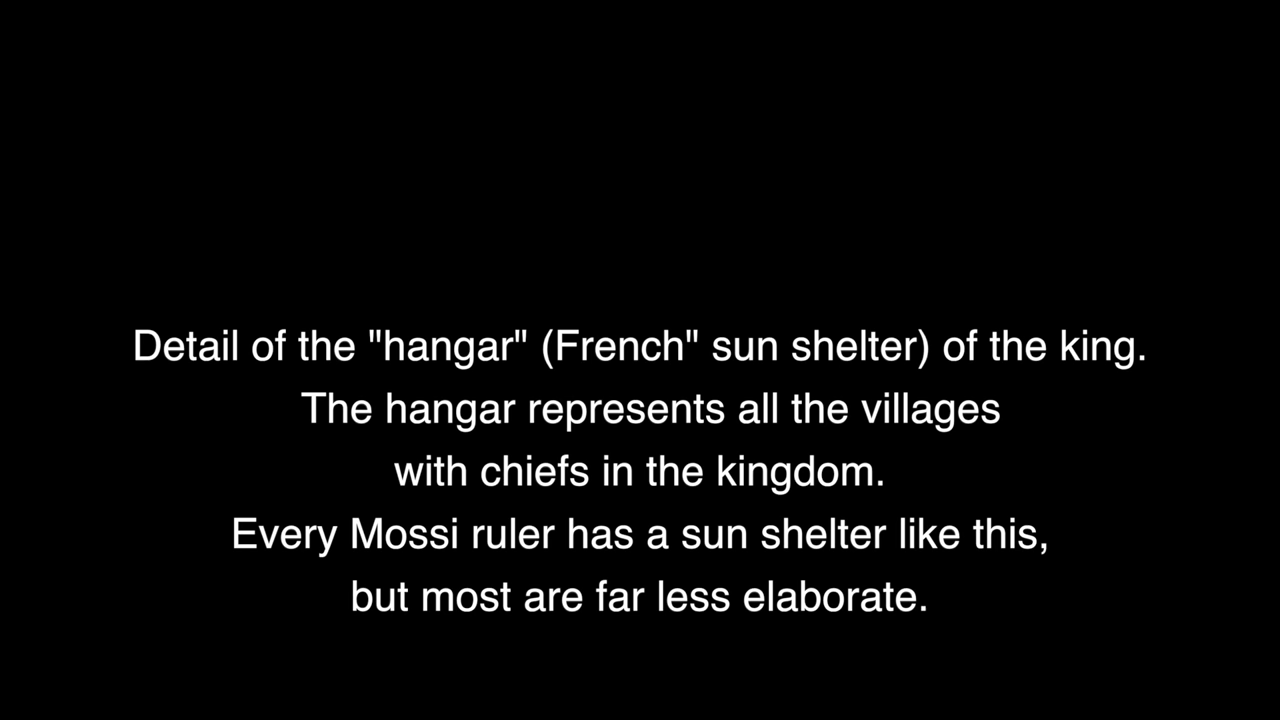 Detail of the "hangar" (French" sun shelter) of the king.
The hangar represents all the villages
with chiefs in the kingdom.
Every Mossi ruler has a sun shelter like this,
but most are far less elaborate.